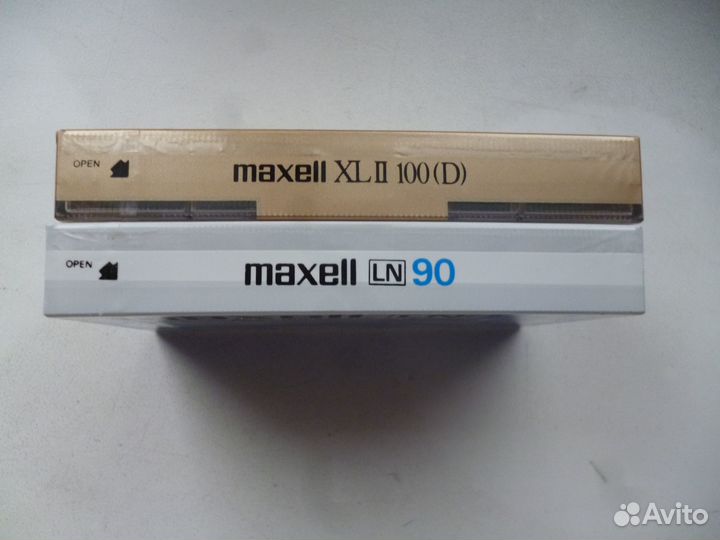 OPEN maxell XL II 100(D)
OPEN maxell LN 90
Avito